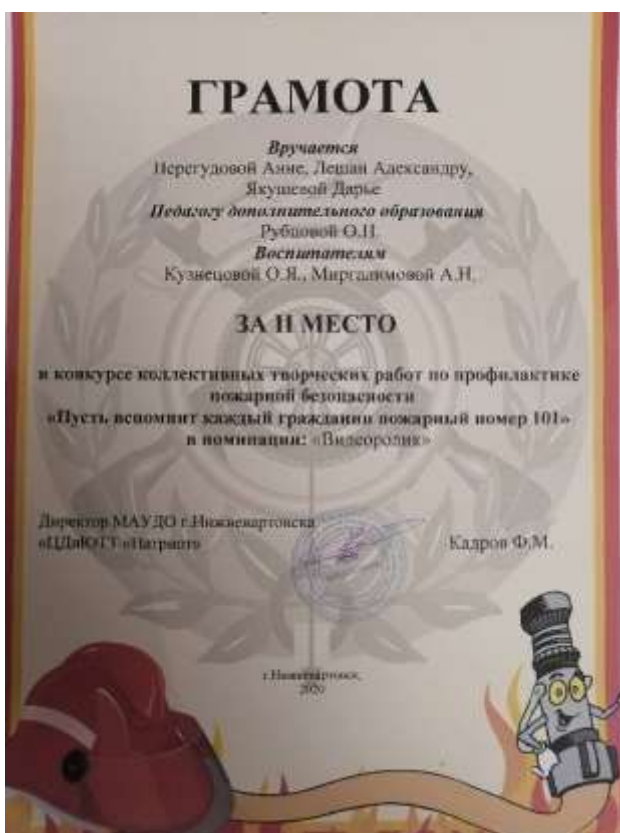 ГРАМОТА
Вручается
Перегудовой Анне, Лешан Александру,
Якушевой Дарье
Педагогу дополнительного образования
Рубцовой О.Н.
Воспитателям
Кузнецовой О.Я., Миргалимовой А.Н.
ЗА II МЕСТО
в конкурсе коллективных творческих работ по профилактике
пожарной безопасности
«Пусть вспомнит каждый гражданин пожарный номер 101»
в номинации: «Видеоролик»
Директор МАУДО г.Нижневартовска
«ЦДиЮТТ «Патриот» Кадров Ф.М.
г.Нижневартовск,
2020